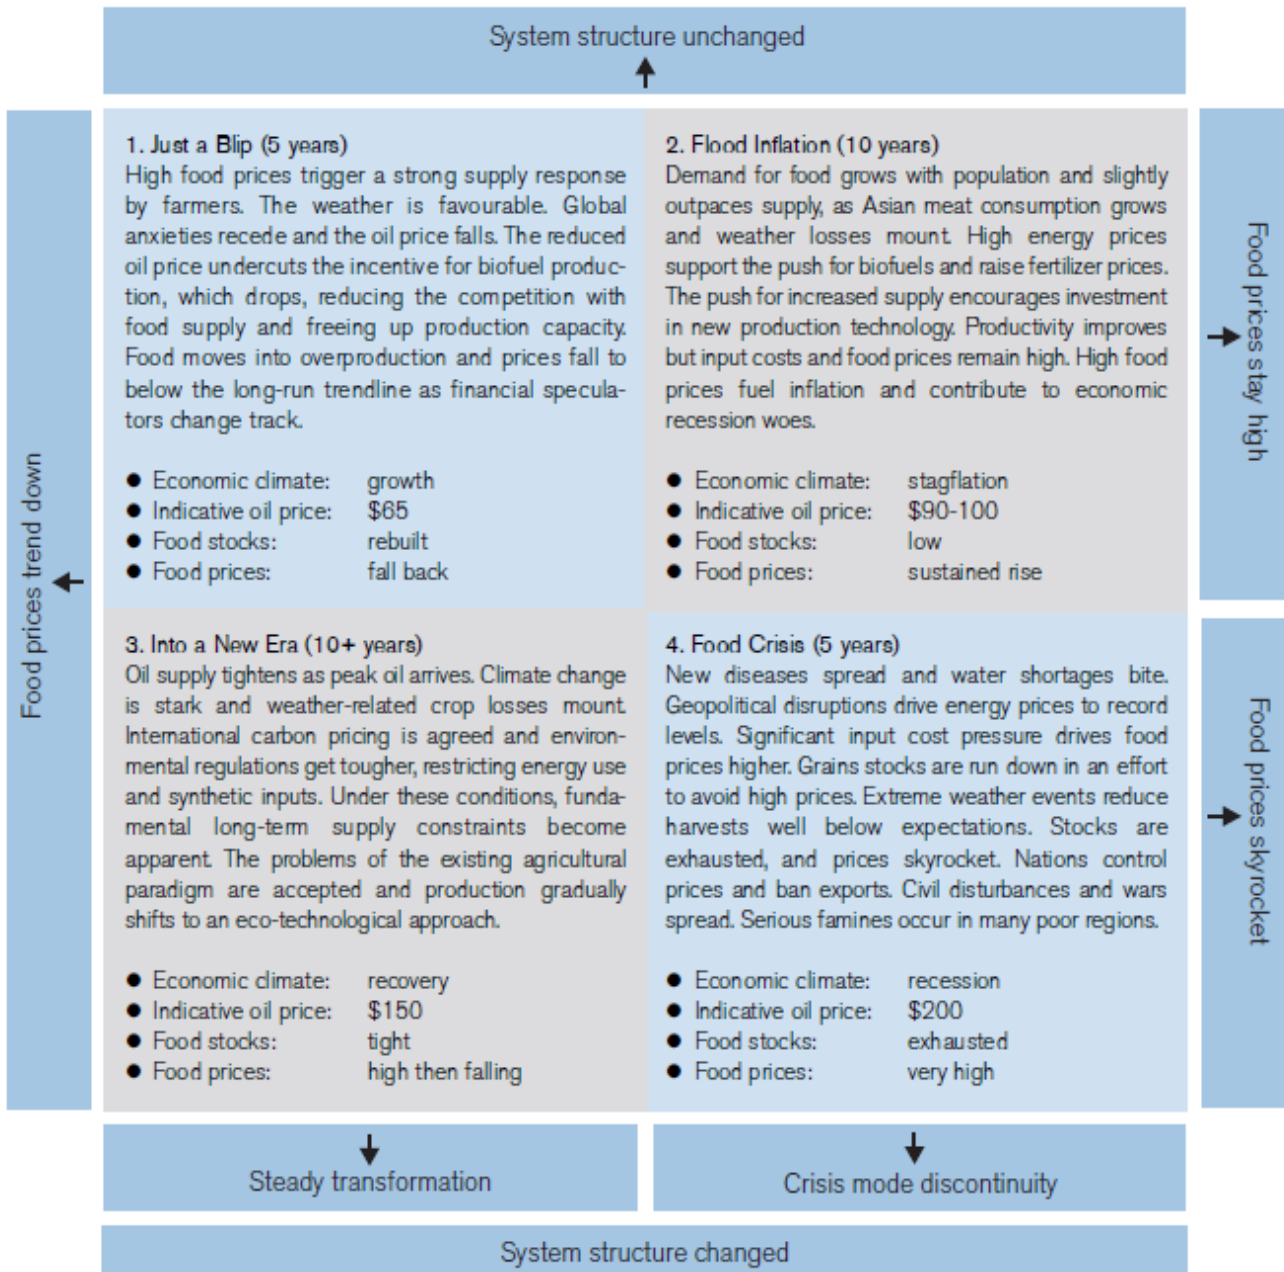 System structure unchanged
1. Just a Blip (5 years)
High food prices trigger a strong supply response
by farmers. The weather is favourable. Global
anxieties recede and the oil price falls. The reduced
oil price undercuts the incentive for biofuel produc-
tion, which drops, reducing the competition with
food supply and freeing up production capacity.
Food moves into overproduction and prices fall to
below the long-run trendline as financial specula-
tors change track.
● Economic climate: growth
● Indicative oil price: $65
● Food stocks: rebuilt
● Food prices: fall back
2. Flood Inflation (10 years)
Demand for food grows with population and slightly
outpaces supply, as Asian meat consumption grows
and weather losses mount. High energy prices
support the push for biofuels and raise fertilizer prices.
The push for increased supply encourages investment
in new production technology. Productivity improves
but input costs and food prices remain high. High food
prices fuel inflation and contribute to economic
recession woes.
● Economic climate: stagflation
● Indicative oil price: $90-100
● Food stocks: low
● Food prices: sustained rise
3. Into a New Era (10+ years)
Oil supply tightens as peak oil arrives. Climate change
is stark and weather-related crop losses mount.
International carbon pricing is agreed and environ-
mental regulations get tougher, restricting energy use
and synthetic inputs. Under these conditions, funda-
mental long-term supply constraints become
apparent. The problems of the existing agricultural
paradigm are accepted and production gradually
shifts to an eco-technological approach.
● Economic climate: recovery
● Indicative oil price: $150
● Food stocks: tight
● Food prices: high then falling
4. Food Crisis (5 years)
New diseases spread and water shortages bite.
Geopolitical disruptions drive energy prices to record
levels. Significant input cost pressure drives food
prices higher. Grains stocks are run down in an effort
to avoid high prices. Extreme weather events reduce
harvests well below expectations. Stocks are
exhausted, and prices skyrocket. Nations control
prices and ban exports. Civil disturbances and wars
spread. Serious famines occur in many poor regions.
● Economic climate: recession
● Indicative oil price: $200
● Food stocks: exhausted
● Food prices: very high
Food prices trend down
Food prices stay high
Food prices skyrocket
Steady transformation
Crisis mode discontinuity
System structure changed